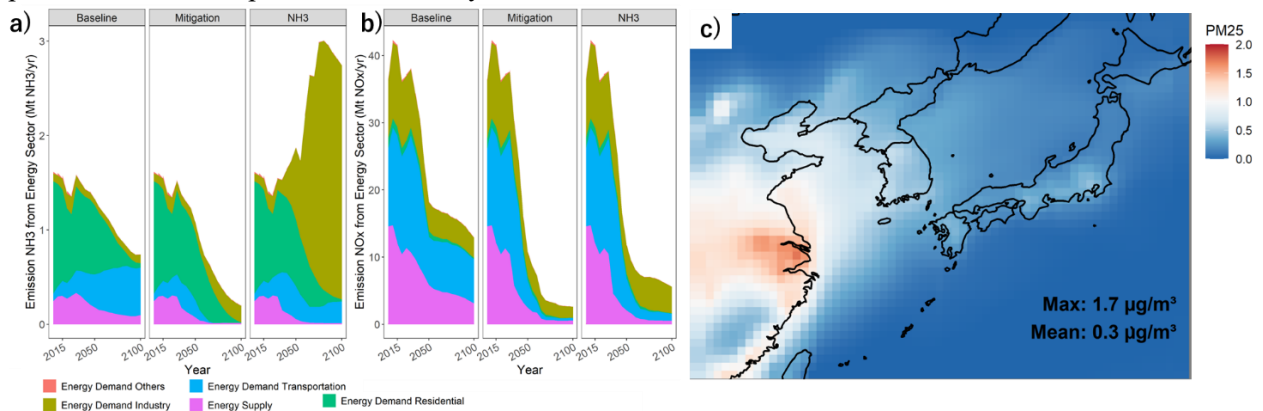 a)
Baseline
Mitigation
NH3
Emission NH3 from Energy Sector (Mt NH3/yr)
3
2
1
0
2015
2050
2100
2015
2050
2100
2015
2050
2100
Year
b)
Baseline
Mitigation
NH3
Emission NOx from Energy Sector (Mt NOx/yr)
40
30
20
10
0
2015
2050
2100
2015
2050
2100
2015
2050
2100
Year
Energy Demand Others
Energy Demand Transportation
Energy Demand Industry
Energy Supply
Energy Demand Residential
c)
PM25
2.0
1.5
1.0
0.5
0.0
Max: 1.7 µg/m³
Mean: 0.3 µg/m³